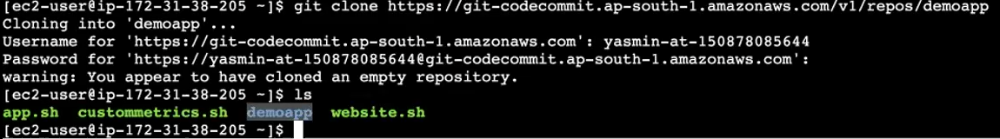 [ec2-user@ip-172-31-38-205 ~]$ git clone https://git-codecommit.ap-south-1.amazonaws.com/v1/repos/demoapp
Cloning into 'demoapp'...
Username for 'https://git-codecommit.ap-south-1.amazonaws.com': yasmin-at-150878085644
Password for 'https://yasmin-at-150878085644@git-codecommit.ap-south-1.amazonaws.com':
warning: You appear to have cloned an empty repository.
[ec2-user@ip-172-31-38-205 ~]$ ls
app.sh custommetrics.sh demoapp website.sh
[ec2-user@ip-172-31-38-205 ~]$